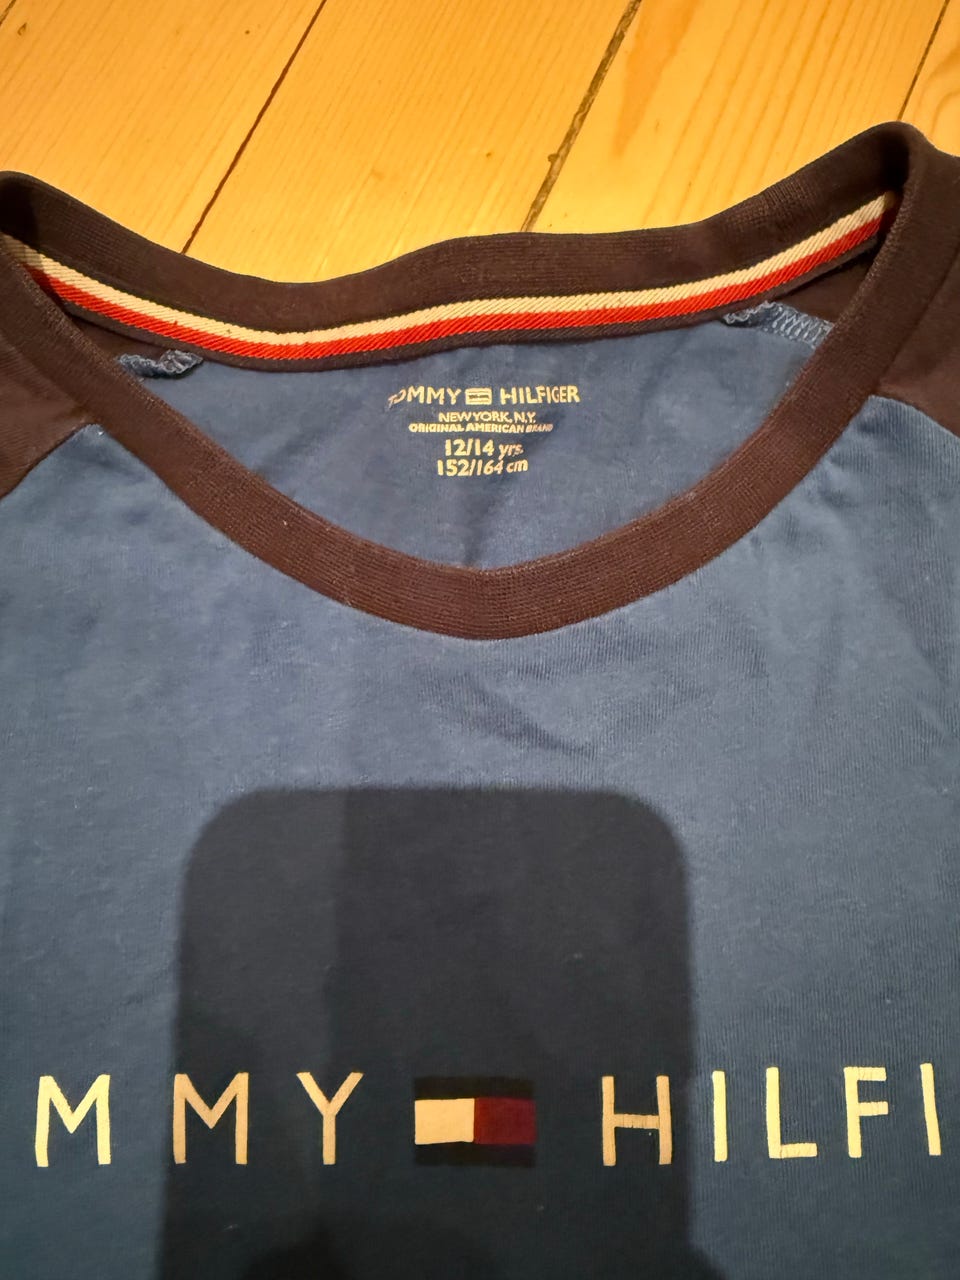 TOMMY HILFIGER
NEW YORK, N.Y.
ORIGINAL AMERICAN BRAND
12/14 yrs.
152/164 cm
MMY HILFI